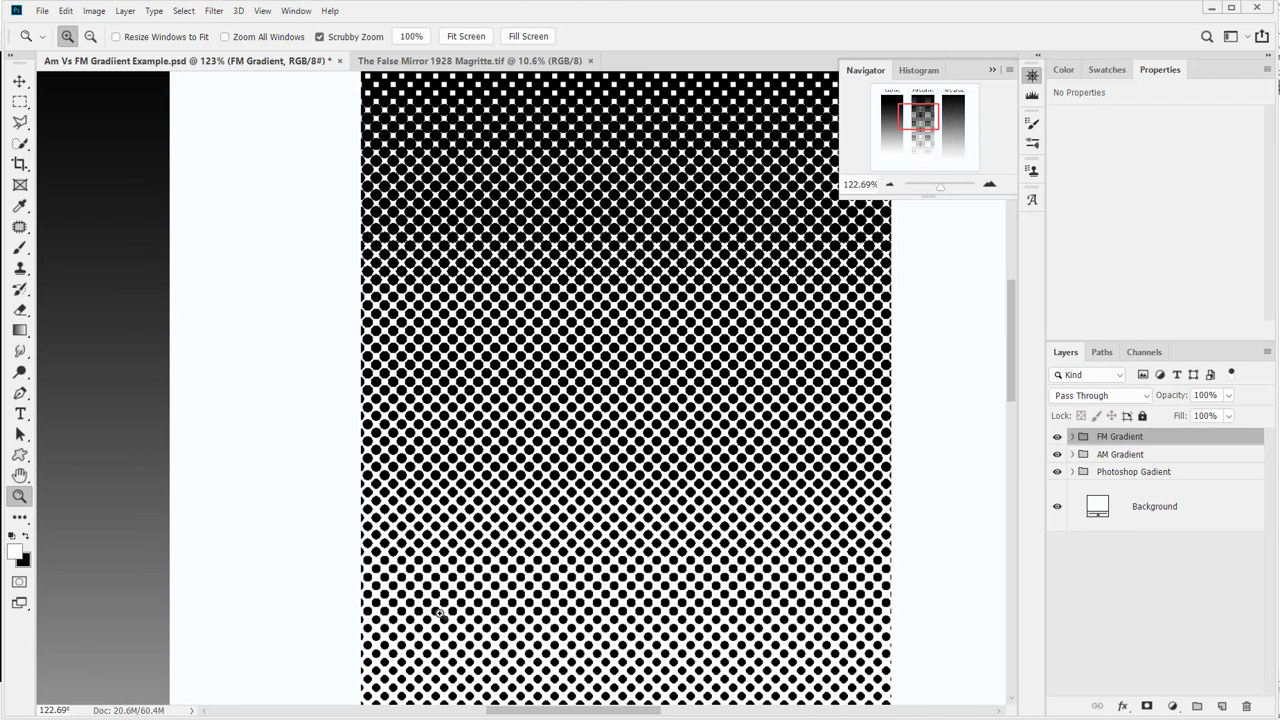 Ps File Edit Image Layer Type Select Filter 3D View Window Help
Resize Windows to Fit Zoom All Windows Scrubby Zoom 100% Fit Screen Fill Screen
Am Vs FM Gradiient Example.psd @ 123% (FM Gradient, RGB/8#) * × The False Mirror 1928 Magritte.tif @ 10.6% (RGB/8) ×
Navigator Histogram
122.69%
Color Swatches Properties
No Properties
Layers Paths Channels
Kind
Pass Through Opacity: 100%
Lock: Fill: 100%
FM Gradient
AM Gradient
Photoshop Gadient
Background
122.69% Doc: 20.6M/60.4M